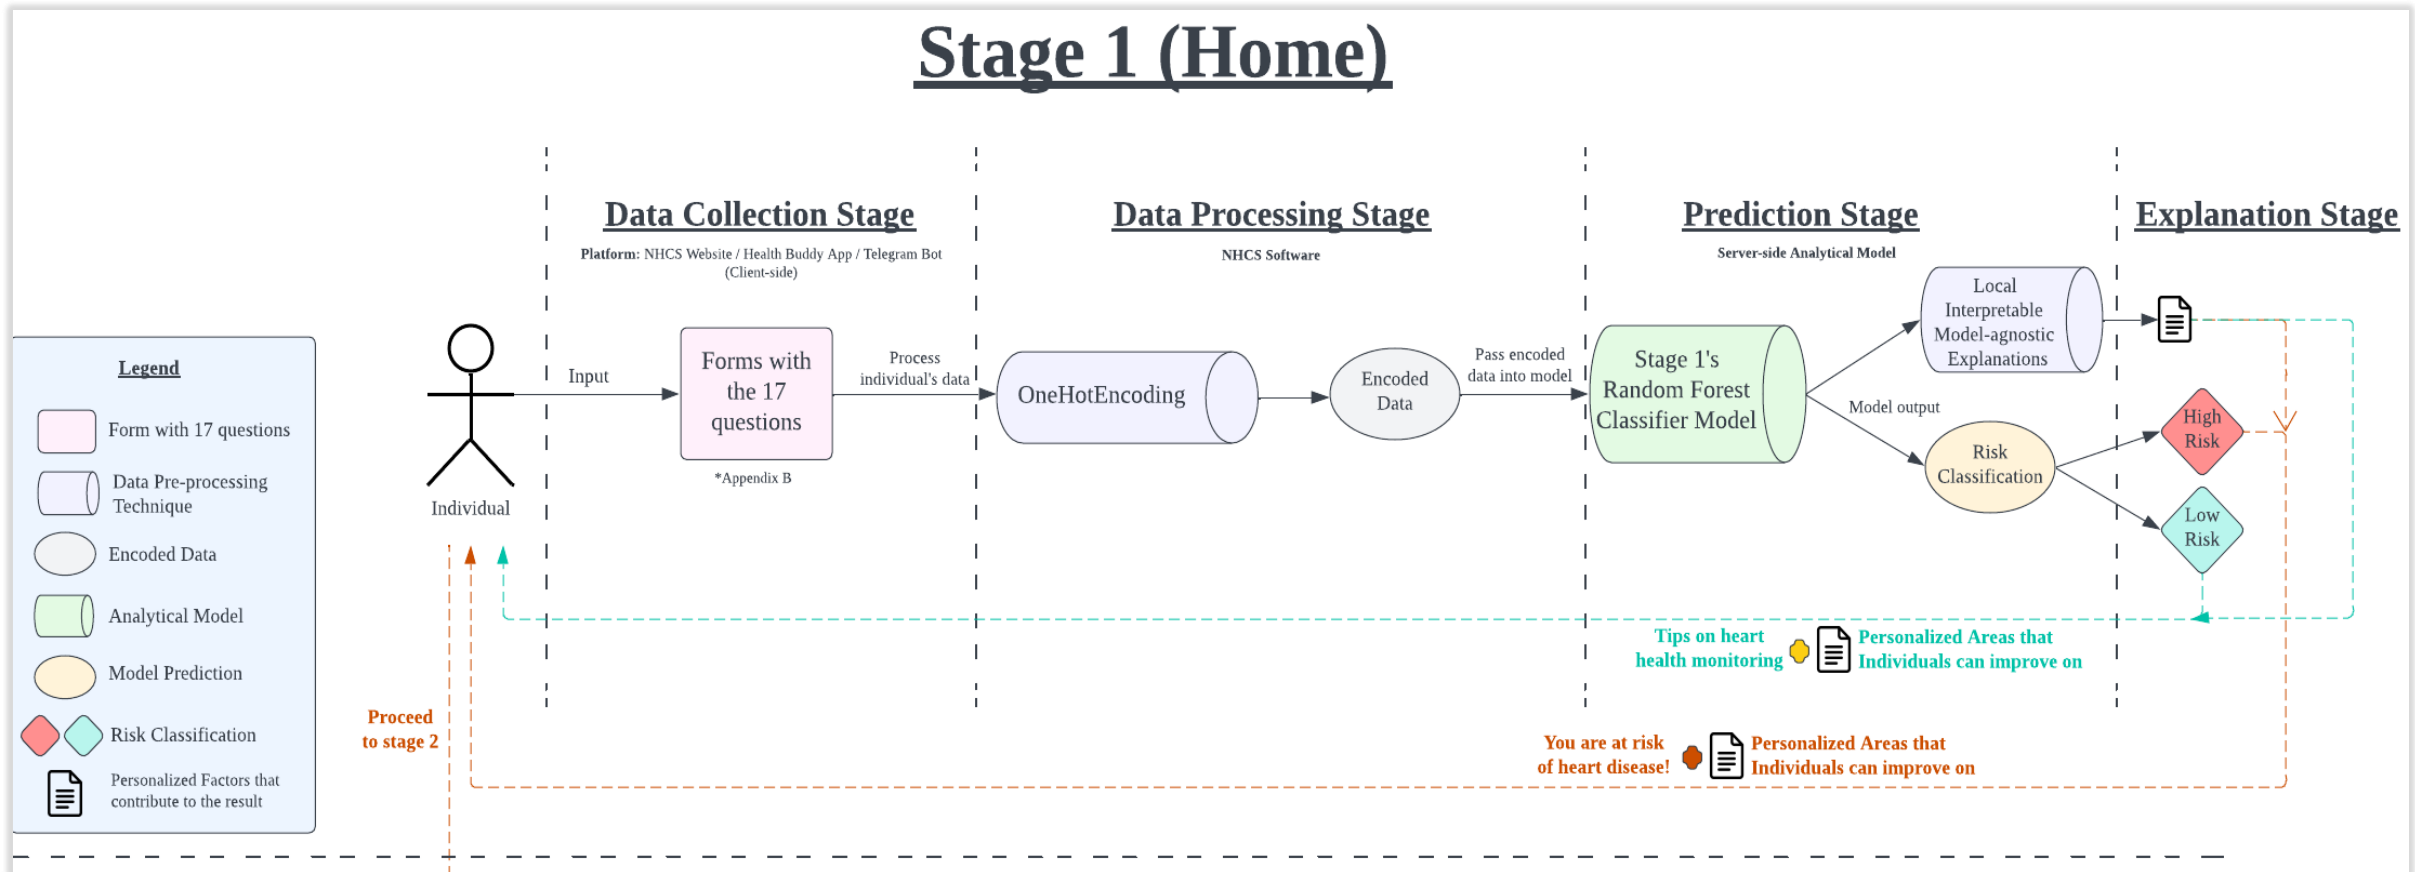 Stage 1 (Home)
Data Collection Stage
Platform: NHCS Website / Health Buddy App / Telegram Bot
(Client-side)
Data Processing Stage
NHCS Software
Prediction Stage
Server-side Analytical Model
Explanation Stage
Legend
Form with 17 questions
Data Pre-processing
Technique
Encoded Data
Analytical Model
Model Prediction
Risk Classification
Personalized Factors that
contribute to the result
Individual
Input
Forms with
the 17
questions
*Appendix B
Process
individual's data
OneHotEncoding
Encoded
Data
Pass encoded
data into model
Stage 1's
Random Forest
Classifier Model
Local
Interpretable
Model-agnostic
Explanations
Model output
Risk
Classification
High
Risk
Low
Risk
Tips on heart
health monitoring
Personalized Areas that
Individuals can improve on
Proceed
to stage 2
You are at risk
of heart disease!
Personalized Areas that
Individuals can improve on